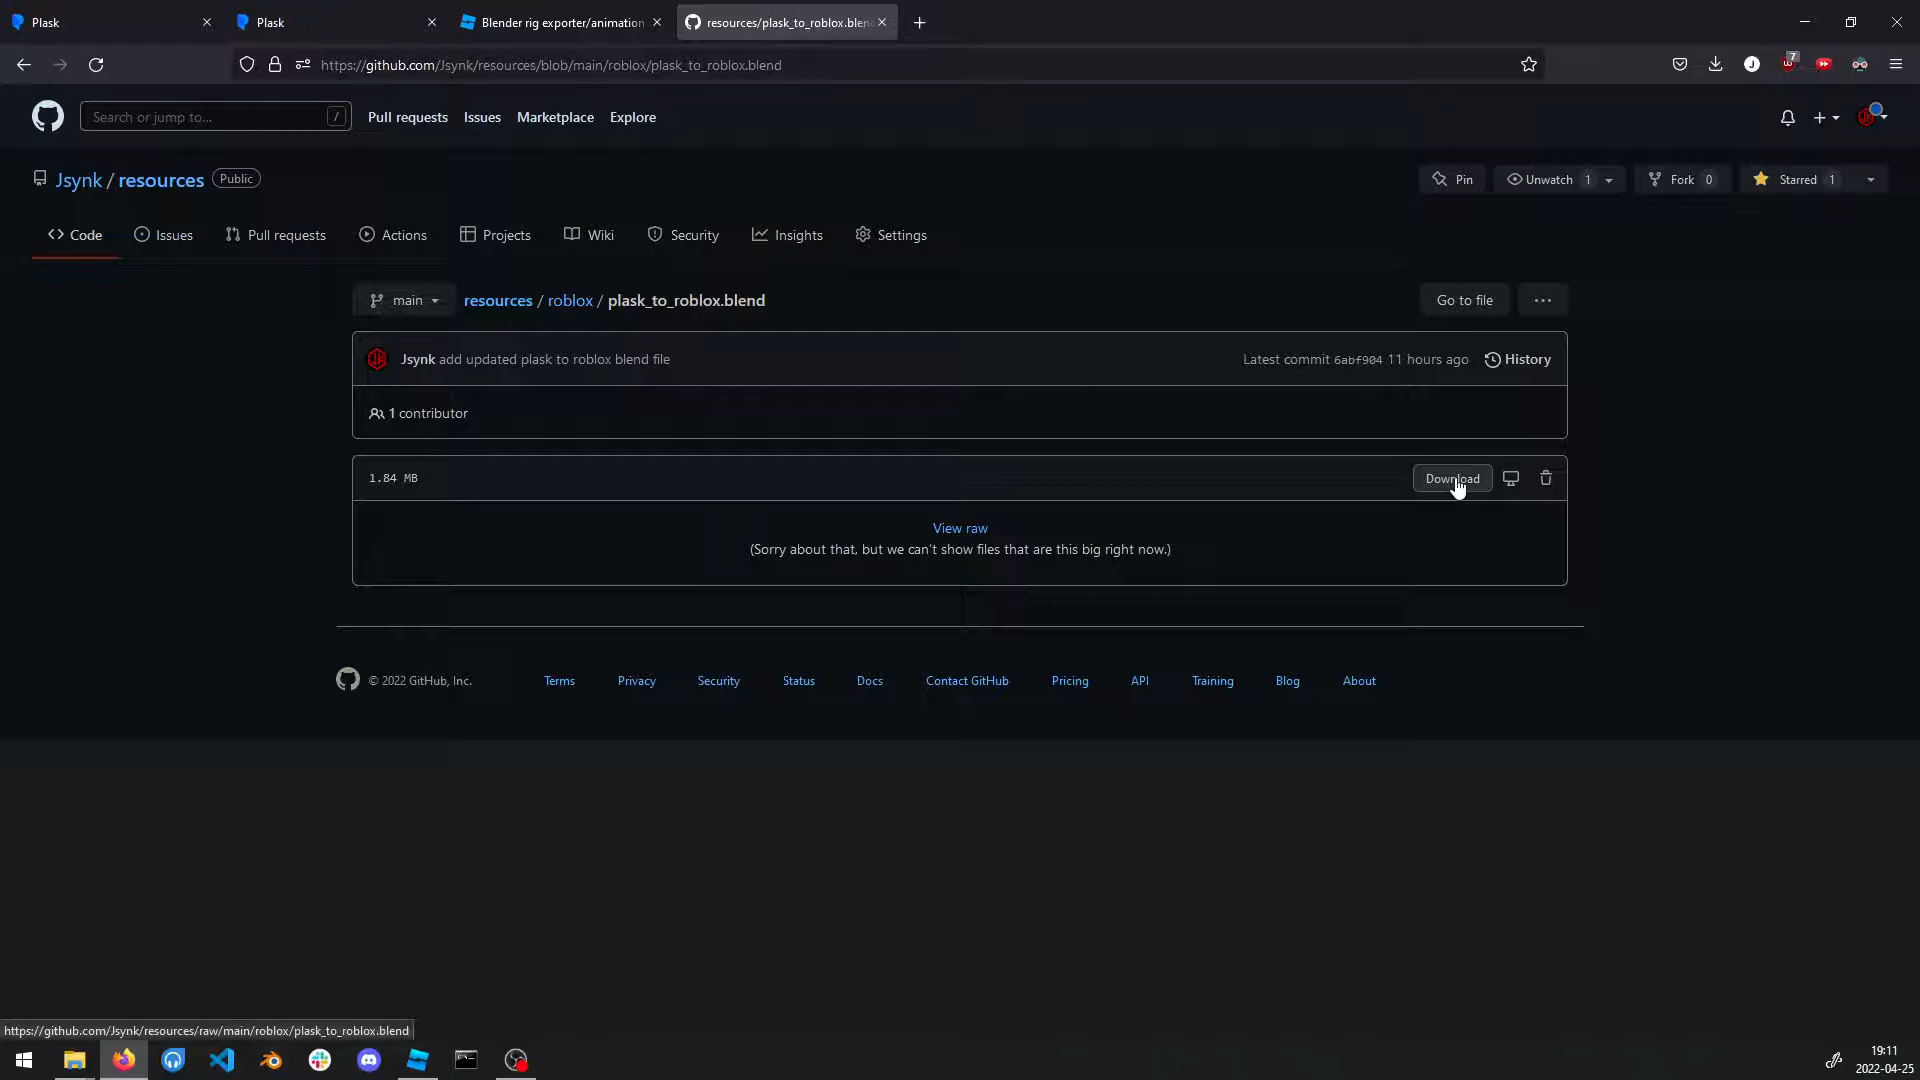 Plask
Plask
Blender rig exporter/animation
resources/plask_to_roblox.blen
https://github.com/Jsynk/resources/blob/main/roblox/plask_to_roblox.blend
7
Search or jump to...
/
Pull requests
Issues
Marketplace
Explore
Jsynk / resources Public
Pin
Unwatch 1
Fork 0
Starred 1
Code
Issues
Pull requests
Actions
Projects
Wiki
Security
Insights
Settings
main
resources / roblox / plask_to_roblox.blend
Go to file
Jsynk add updated plask to roblox blend file
Latest commit 6abf904 11 hours ago
History
1 contributor
1.84 MB
Download
View raw
(Sorry about that, but we can't show files that are this big right now.)
© 2022 GitHub, Inc.
Terms
Privacy
Security
Status
Docs
Contact GitHub
Pricing
API
Training
Blog
About
https://github.com/Jsynk/resources/raw/main/roblox/plask_to_roblox.blend
19:11
2022-04-25